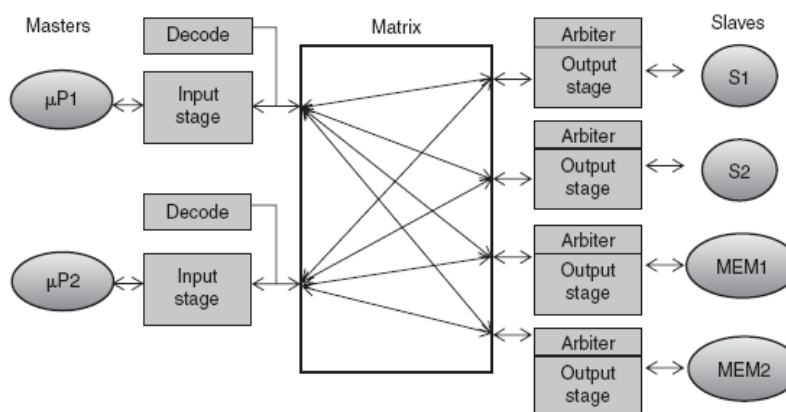 Masters
Matrix
Slaves
Decode
Arbiter
Output
stage
S1
μP1
Input
stage
Arbiter
Output
stage
S2
Decode
Arbiter
Output
stage
MEM1
μP2
Input
stage
Arbiter
Output
stage
MEM2